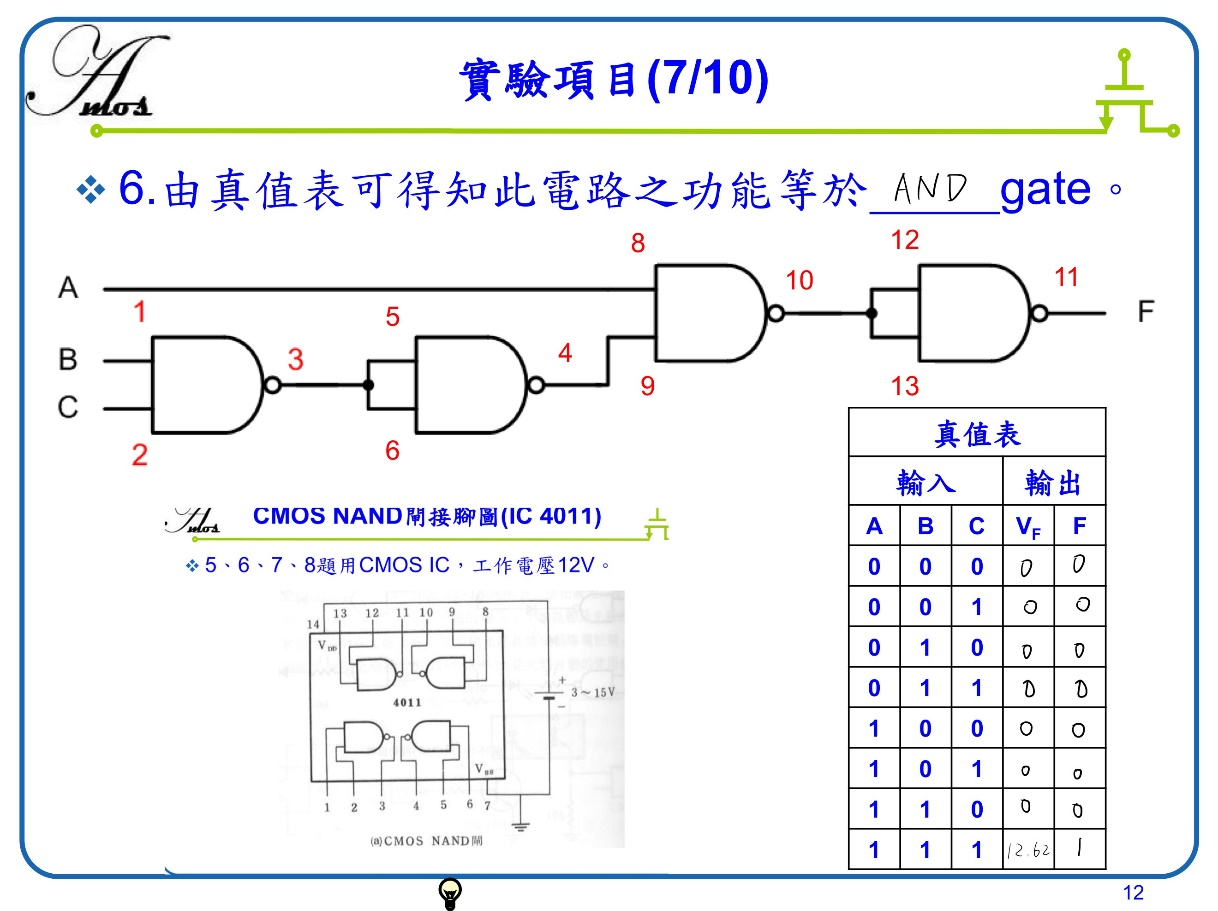 Amos
實驗項目(7/10)
❖ 6.由真值表可得知此電路之功能等於 AND gate。
8
12
A
10
11
F
1
5
B
3
4
C
9
13
2
6
真值表
輸入 輸出
A B C VF F
0 0 0 0 0
0 0 1 0 0
0 1 0 0 0
0 1 1 0 0
1 0 0 0 0
1 0 1 0 0
1 1 0 0 0
1 1 1 12.62 1
Amos
CMOS NAND閘接腳圖(IC 4011)
❖ 5、6、7、8題用CMOS IC,工作電壓12V。
14 13 12 11 10 9 8
VDD
4011
+
3~15V
−
VSS
1 2 3 4 5 6 7
(a)CMOS NAND閘
12